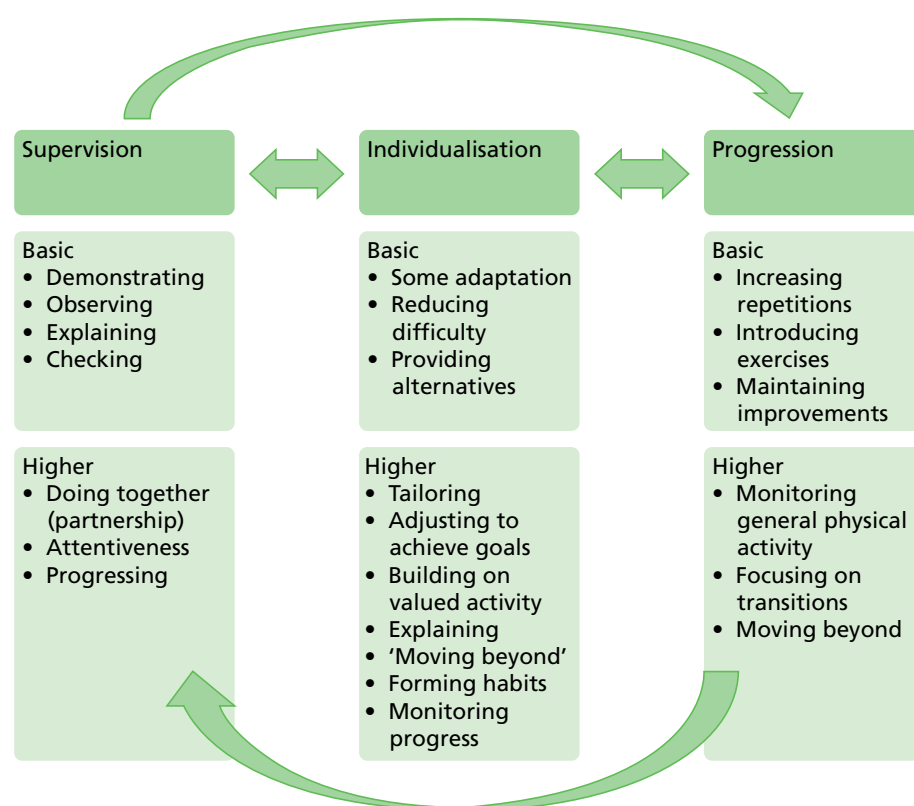 Supervision
Individualisation
Progression
Basic
• Demonstrating
• Observing
• Explaining
• Checking
Basic
• Some adaptation
• Reducing
difficulty
• Providing
alternatives
Basic
• Increasing
repetitions
• Introducing
exercises
• Maintaining
improvements
Higher
• Doing together
(partnership)
• Attentiveness
• Progressing
Higher
• Tailoring
• Adjusting to
achieve goals
• Building on
valued activity
• Explaining
• ‘Moving beyond’
• Forming habits
• Monitoring
progress
Higher
• Monitoring
general physical
activity
• Focusing on
transitions
• Moving beyond